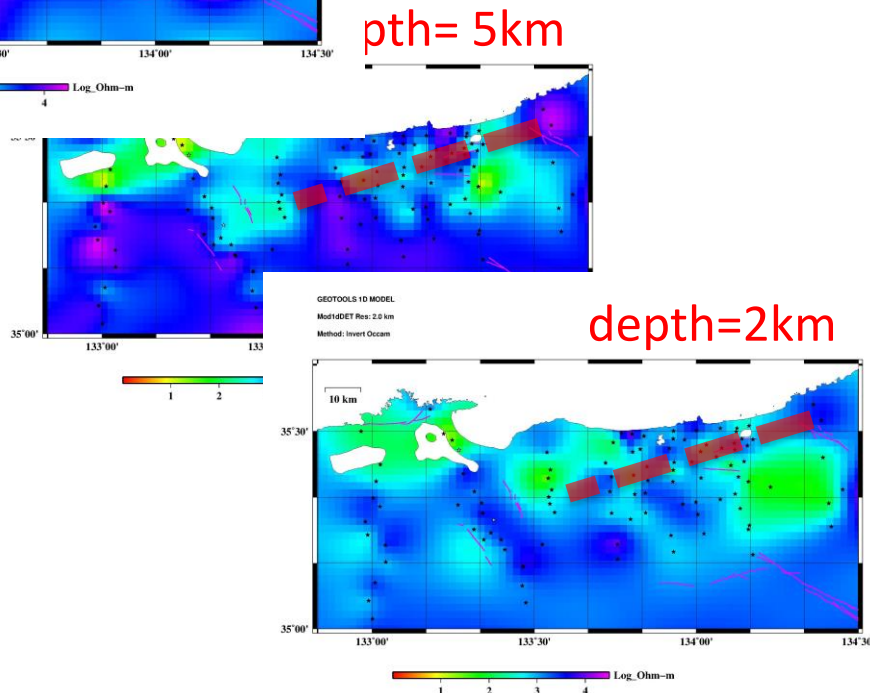 134°00'
134°30'
pth= 5km
4
Log_Ohm-m
35°00'
133°00'
1
2
GEOTOOLS 1D MODEL
Mod1dDET Res: 2.0 km
Method: Invert Occam
depth=2km
10 km
35°30'
35°00'
133°00'
133°30'
134°00'
134°30
1
2
3
4
Log_Ohm-m